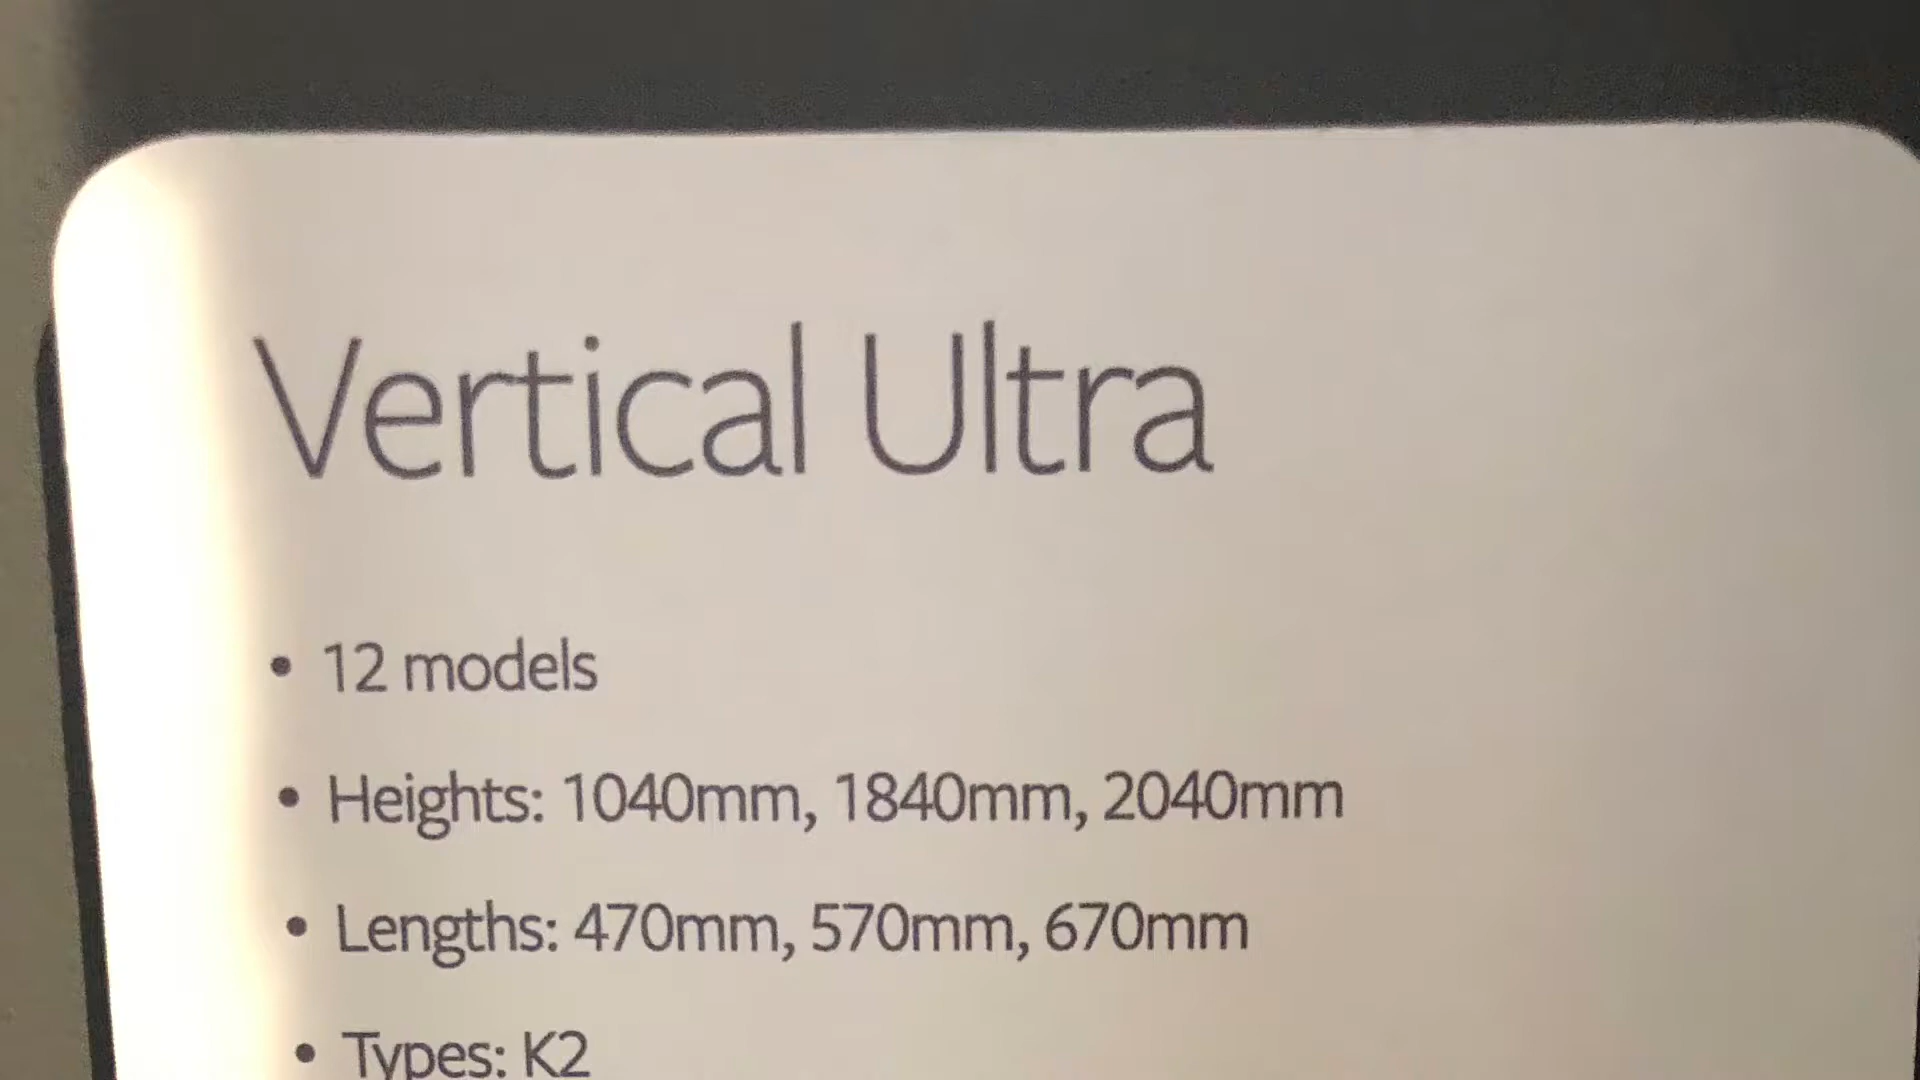 Vertical Ultra
• 12 models
• Heights: 1040mm, 1840mm, 2040mm
• Lengths: 470mm, 570mm, 670mm
• Types: K2